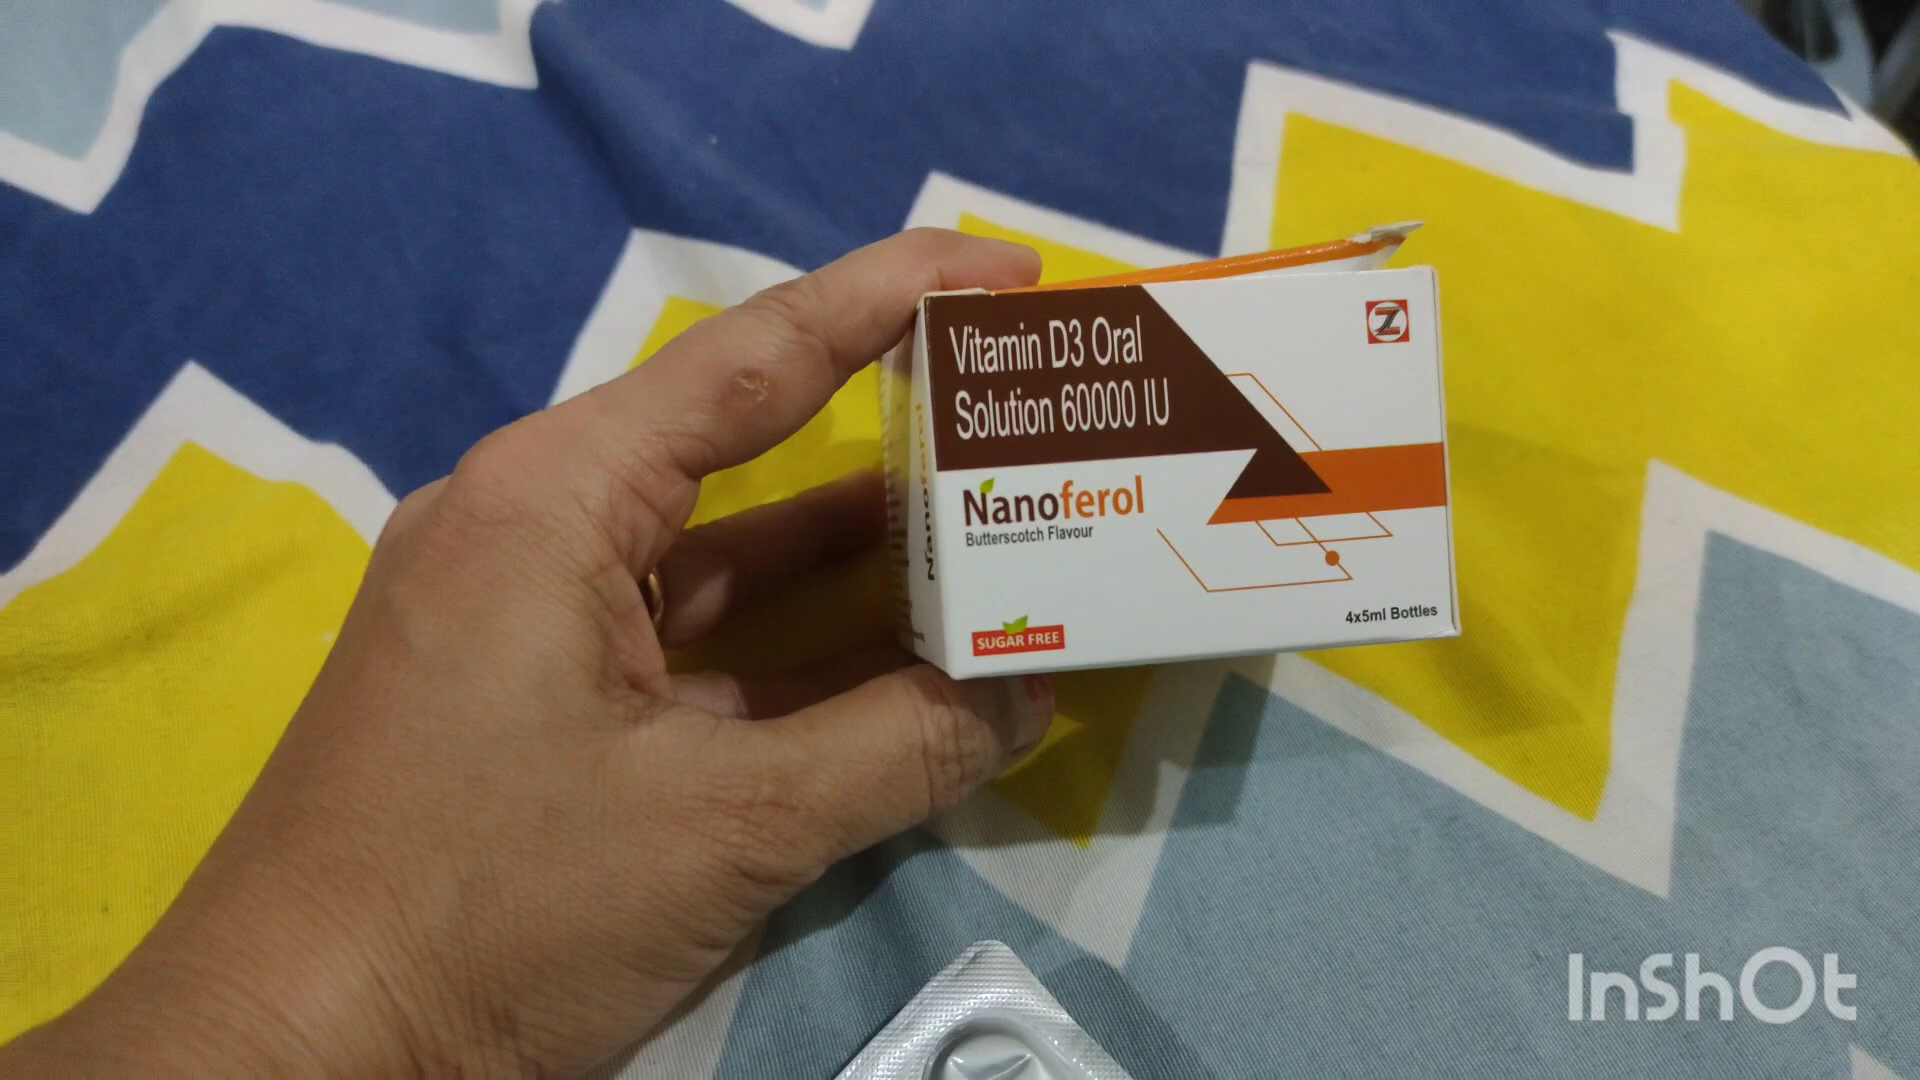 Vitamin D3 Oral
Solution 60000 IU
Nanoferol
Butterscotch Flavour
SUGAR FREE
4x5ml Bottles
Nanoferol
Z
InShOt